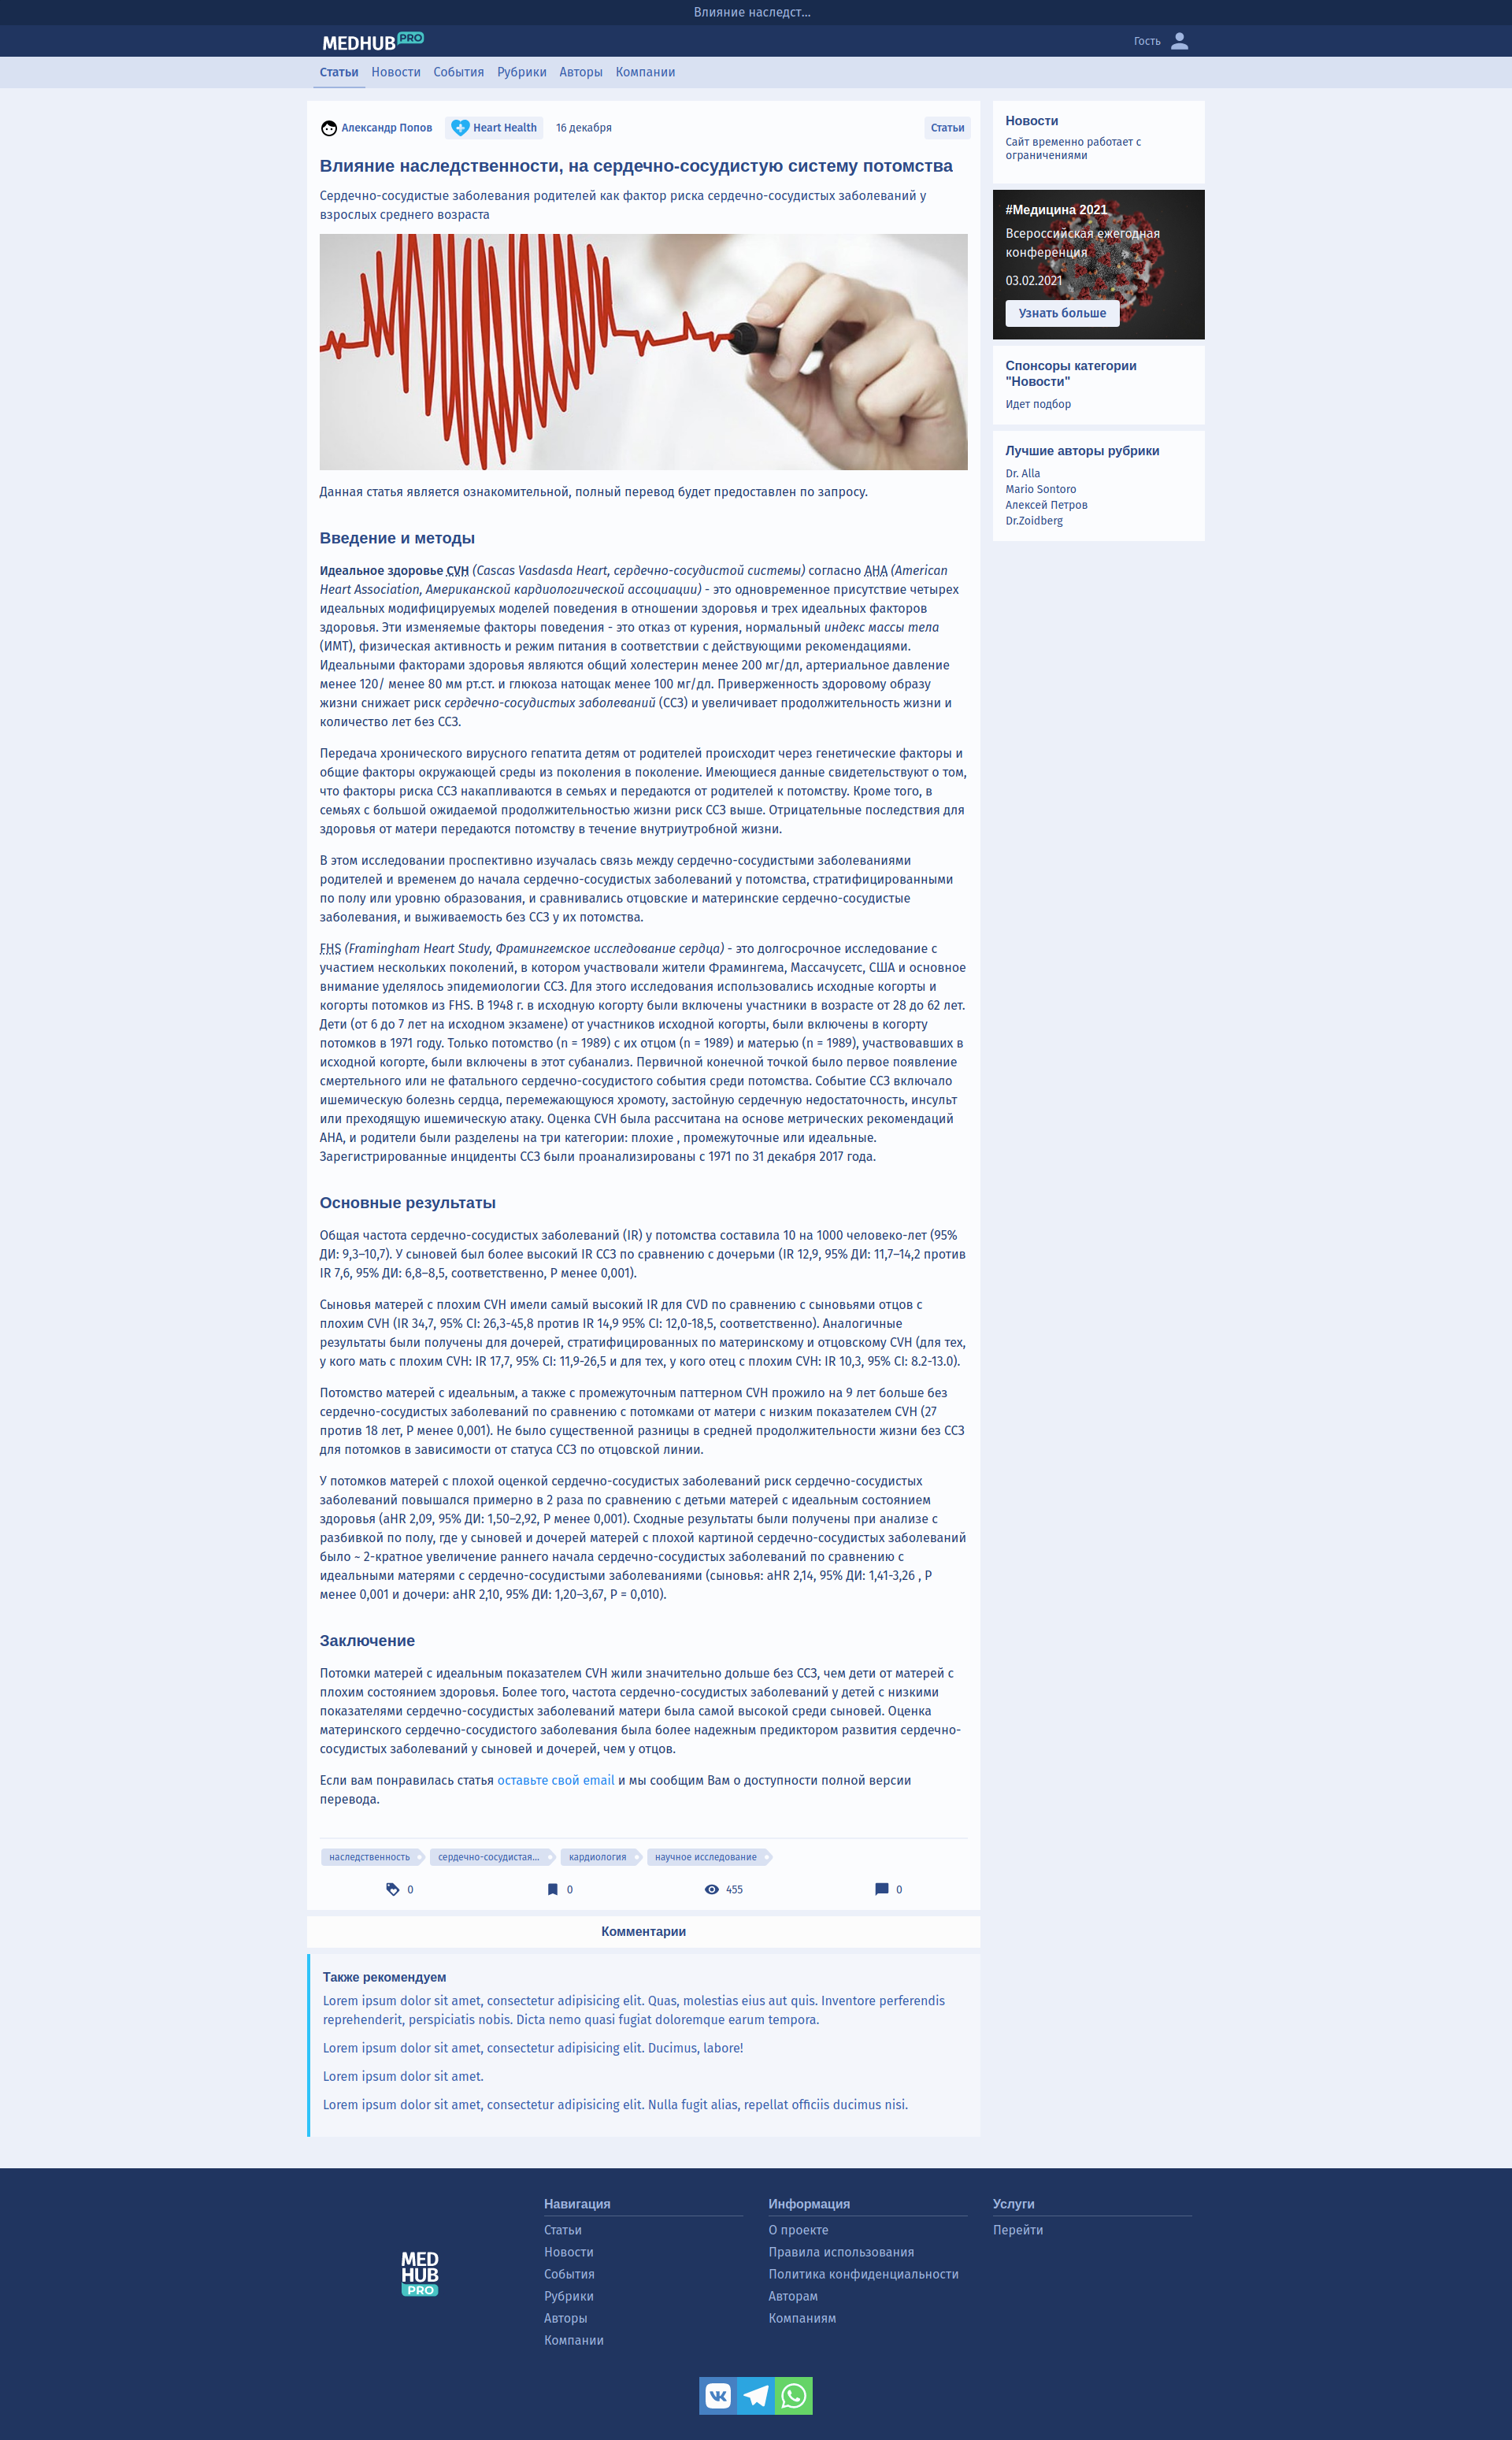 Влияние наследст...
MEDHUB PRO
Гость
Статьи Новости События Рубрики Авторы Компании
Александр Попов Heart Health 16 декабря Статьи
Влияние наследственности, на сердечно-сосудистую систему потомства
Сердечно-сосудистые заболевания родителей как фактор риска сердечно-сосудистых заболеваний у
взрослых среднего возраста
Данная статья является ознакомительной, полный перевод будет предоставлен по запросу.
Введение и методы
Идеальное здоровье CVH (Cascas Vasdasda Heart, сердечно-сосудистой системы) согласно AHA (American
Heart Association, Американской кардиологической ассоциации) - это одновременное присутствие четырех
идеальных модифицируемых моделей поведения в отношении здоровья и трех идеальных факторов
здоровья. Эти изменяемые факторы поведения - это отказ от курения, нормальный индекс массы тела
(ИМТ), физическая активность и режим питания в соответствии с действующими рекомендациями.
Идеальными факторами здоровья являются общий холестерин менее 200 мг/дл, артериальное давление
менее 120/ менее 80 мм рт.ст. и глюкоза натощак менее 100 мг/дл. Приверженность здоровому образу
жизни снижает риск сердечно-сосудистых заболеваний (ССЗ) и увеличивает продолжительность жизни и
количество лет без ССЗ.
Передача хронического вирусного гепатита детям от родителей происходит через генетические факторы и
общие факторы окружающей среды из поколения в поколение. Имеющиеся данные свидетельствуют о том,
что факторы риска ССЗ накапливаются в семьях и передаются от родителей к потомству. Кроме того, в
семьях с большой ожидаемой продолжительностью жизни риск ССЗ выше. Отрицательные последствия для
здоровья от матери передаются потомству в течение внутриутробной жизни.
В этом исследовании проспективно изучалась связь между сердечно-сосудистыми заболеваниями
родителей и временем до начала сердечно-сосудистых заболеваний у потомства, стратифицированными
по полу или уровню образования, и сравнивались отцовские и материнские сердечно-сосудистые
заболевания, и выживаемость без ССЗ у их потомства.
FHS (Framingham Heart Study, Фрамингемское исследование сердца) - это долгосрочное исследование с
участием нескольких поколений, в котором участвовали жители Фрамингема, Массачусетс, США и основное
внимание уделялось эпидемиологии ССЗ. Для этого исследования использовались исходные когорты и
когорты потомков из FHS. В 1948 г. в исходную когорту были включены участники в возрасте от 28 до 62 лет.
Дети (от 6 до 7 лет на исходном экзамене) от участников исходной когорты, были включены в когорту
потомков в 1971 году. Только потомство (n = 1989) с их отцом (n = 1989) и матерью (n = 1989), участвовавших в
исходной когорте, были включены в этот субанализ. Первичной конечной точкой было первое появление
смертельного или не фатального сердечно-сосудистого события среди потомства. Событие ССЗ включало
ишемическую болезнь сердца, перемежающуюся хромоту, застойную сердечную недостаточность, инсульт
или преходящую ишемическую атаку. Оценка CVH была рассчитана на основе метрических рекомендаций
AHA, и родители были разделены на три категории: плохие , промежуточные или идеальные.
Зарегистрированные инциденты ССЗ были проанализированы с 1971 по 31 декабря 2017 года.
Основные результаты
Общая частота сердечно-сосудистых заболеваний (IR) у потомства составила 10 на 1000 человеко-лет (95%
ДИ: 9,3–10,7). У сыновей был более высокий IR ССЗ по сравнению с дочерьми (IR 12,9, 95% ДИ: 11,7–14,2 против
IR 7,6, 95% ДИ: 6,8–8,5, соответственно, P менее 0,001).
Сыновья матерей с плохим CVH имели самый высокий IR для CVD по сравнению с сыновьями отцов с
плохим CVH (IR 34,7, 95% CI: 26,3-45,8 против IR 14,9 95% CI: 12,0-18,5, соответственно). Аналогичные
результаты были получены для дочерей, стратифицированных по материнскому и отцовскому CVH (для тех,
у кого мать с плохим CVH: IR 17,7, 95% CI: 11,9-26,5 и для тех, у кого отец с плохим CVH: IR 10,3, 95% CI: 8.2-13.0).
Потомство матерей с идеальным, а также с промежуточным паттерном CVH прожило на 9 лет больше без
сердечно-сосудистых заболеваний по сравнению с потомками от матери с низким показателем CVH (27
против 18 лет, P менее 0,001). Не было существенной разницы в средней продолжительности жизни без ССЗ
для потомков в зависимости от статуса ССЗ по отцовской линии.
У потомков матерей с плохой оценкой сердечно-сосудистых заболеваний риск сердечно-сосудистых
заболеваний повышался примерно в 2 раза по сравнению с детьми матерей с идеальным состоянием
здоровья (aHR 2,09, 95% ДИ: 1,50–2,92, P менее 0,001). Сходные результаты были получены при анализе с
разбивкой по полу, где у сыновей и дочерей матерей с плохой картиной сердечно-сосудистых заболеваний
было ~ 2-кратное увеличение раннего начала сердечно-сосудистых заболеваний по сравнению с
идеальными матерями с сердечно-сосудистыми заболеваниями (сыновья: aHR 2,14, 95% ДИ: 1,41-3,26 , P
менее 0,001 и дочери: aHR 2,10, 95% ДИ: 1,20–3,67, P = 0,010).
Заключение
Потомки матерей с идеальным показателем CVH жили значительно дольше без ССЗ, чем дети от матерей с
плохим состоянием здоровья. Более того, частота сердечно-сосудистых заболеваний у детей с низкими
показателями сердечно-сосудистых заболеваний матери была самой высокой среди сыновей. Оценка
материнского сердечно-сосудистого заболевания была более надежным предиктором развития сердечно-
сосудистых заболеваний у сыновей и дочерей, чем у отцов.
Если вам понравилась статья оставьте свой email и мы сообщим Вам о доступности полной версии
перевода.
наследственность сердечно-сосудистая... кардиология научное исследование
0 0 455 0
Комментарии
Также рекомендуем
Lorem ipsum dolor sit amet, consectetur adipisicing elit. Quas, molestias eius aut quis. Inventore perferendis
reprehenderit, perspiciatis nobis. Dicta nemo quasi fugiat doloremque earum tempora.
Lorem ipsum dolor sit amet, consectetur adipisicing elit. Ducimus, labore!
Lorem ipsum dolor sit amet.
Lorem ipsum dolor sit amet, consectetur adipisicing elit. Nulla fugit alias, repellat officiis ducimus nisi.
Новости
Сайт временно работает с
ограничениями
#Медицина 2021
Всероссийская ежегодная
конференция
03.02.2021
Узнать больше
Спонсоры категории
"Новости"
Идет подбор
Лучшие авторы рубрики
Dr. Alla
Mario Sontoro
Алексей Петров
Dr.Zoidberg
MED
HUB
PRO
Навигация
Статьи
Новости
События
Рубрики
Авторы
Компании
Информация
О проекте
Правила использования
Политика конфиденциальности
Авторам
Компаниям
Услуги
Перейти